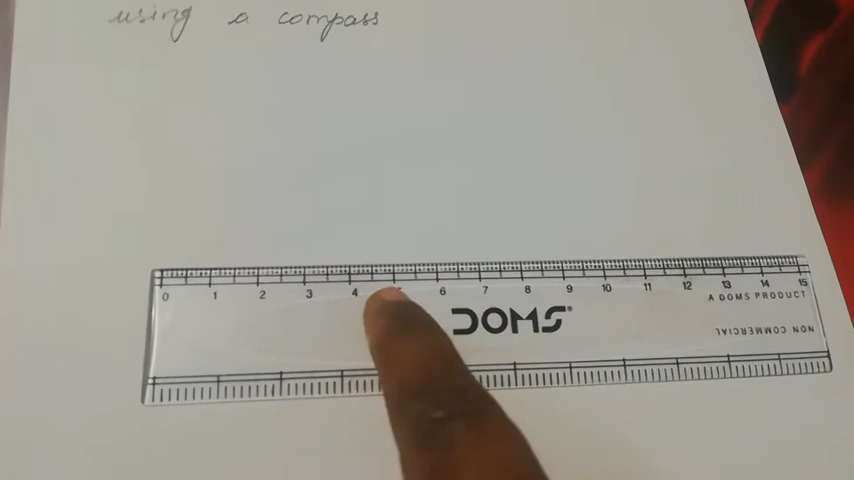 using a compass
0 1 2 3 4 6 7 8 9 10 11 12 13 14 15
DOMS®
A DOMS PRODUCT
NON COMMERCIAL